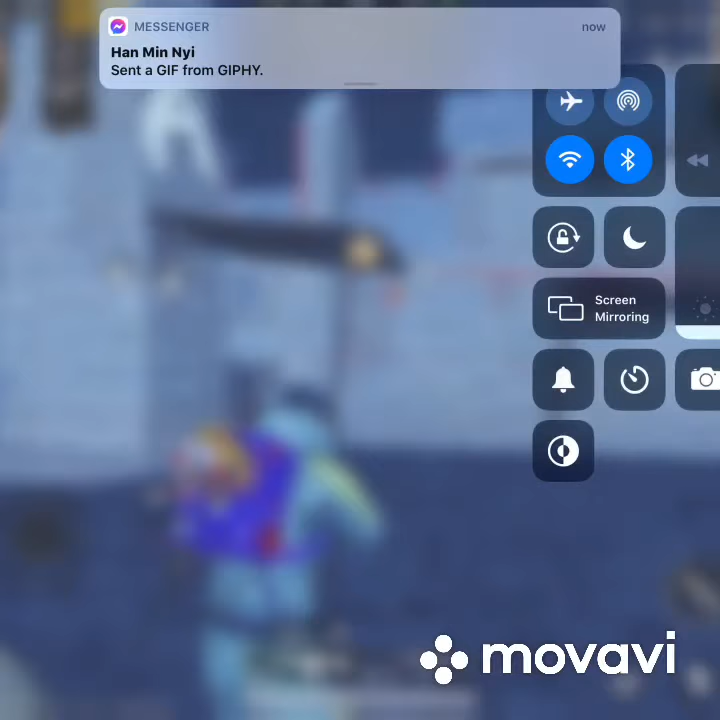 MESSENGER
now
Han Min Nyi
Sent a GIF from GIPHY.
Screen
Mirroring
movavi